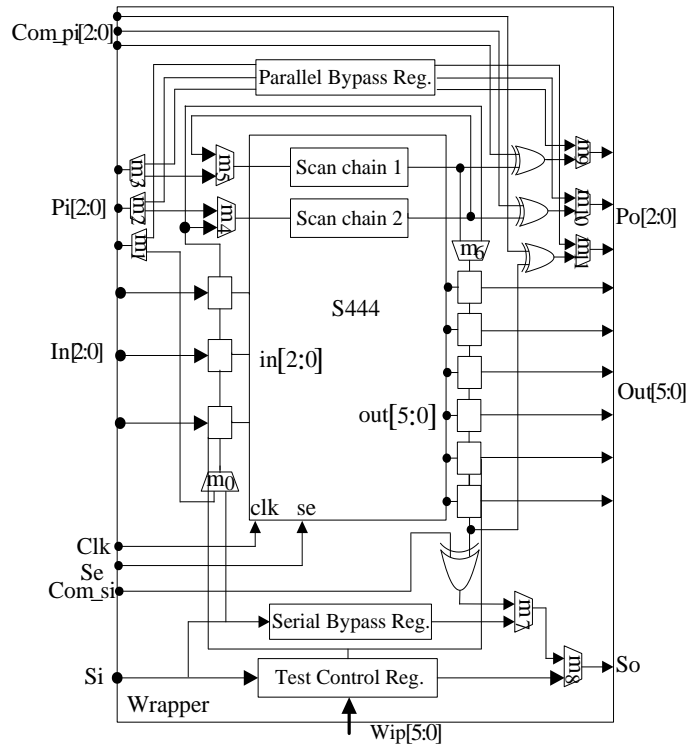 Com_pi[2:0]
Parallel Bypass Reg.
m9
m3
m5
Scan chain 1
Pi[2:0]
m2
m4
Scan chain 2
m10
Po[2:0]
m1
m6
m11
S444
In[2:0]
in[2:0]
Out[5:0]
out[5:0]
m0
clk
se
Clk
Se
Com_si
m7
Serial Bypass Reg.
m8
Si
Test Control Reg.
So
Wrapper
Wip[5:0]